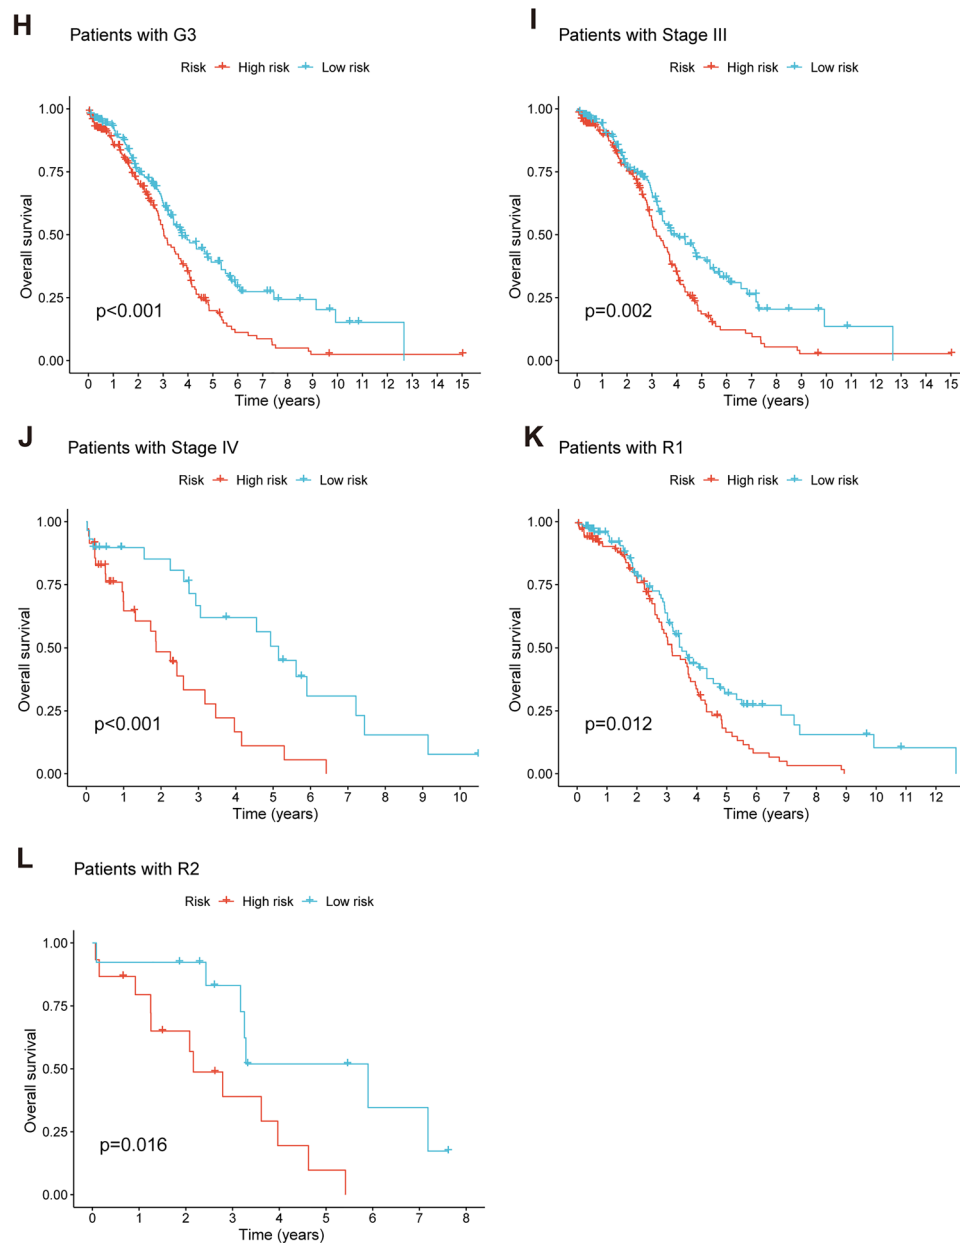 H
Patients with G3
Risk High risk Low risk
1.00
0.75
0.50
0.25
0.00
Overall survival
p<0.001
0 1 2 3 4 5 6 7 8 9 10 11 12 13 14 15
Time (years)
I
Patients with Stage III
Risk High risk Low risk
1.00
0.75
0.50
0.25
0.00
Overall survival
p=0.002
0 1 2 3 4 5 6 7 8 9 10 11 12 13 14 15
Time (years)
J
Patients with Stage IV
Risk High risk Low risk
1.00
0.75
0.50
0.25
0.00
Overall survival
p<0.001
0 1 2 3 4 5 6 7 8 9 10
Time (years)
K
Patients with R1
Risk High risk Low risk
1.00
0.75
0.50
0.25
0.00
Overall survival
p=0.012
0 1 2 3 4 5 6 7 8 9 10 11 12
Time (years)
L
Patients with R2
Risk High risk Low risk
1.00
0.75
0.50
0.25
0.00
Overall survival
p=0.016
0 1 2 3 4 5 6 7 8
Time (years)